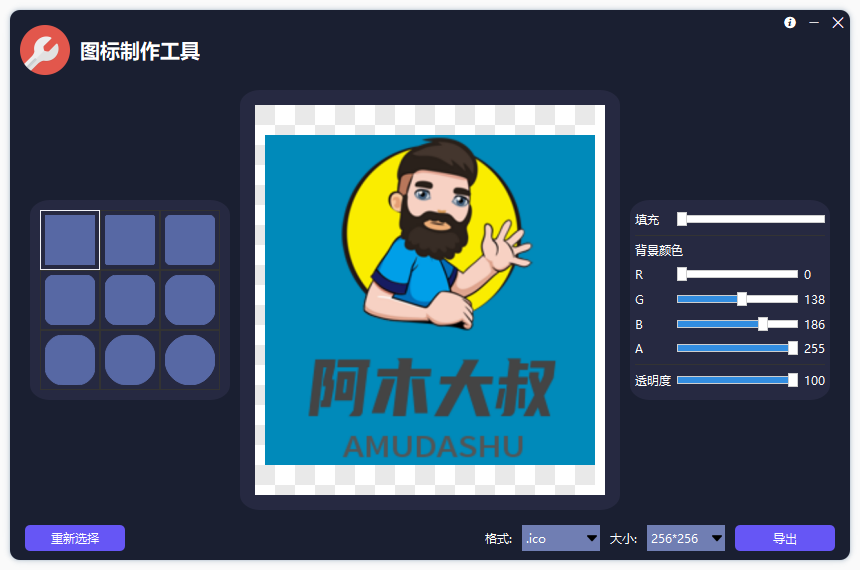 图标制作工具
填充
背景颜色
R 0
G 138
B 186
A 255
透明度 100
阿木大叔
AMUDASHU
重新选择
格式: .ico 大小: 256*256 导出